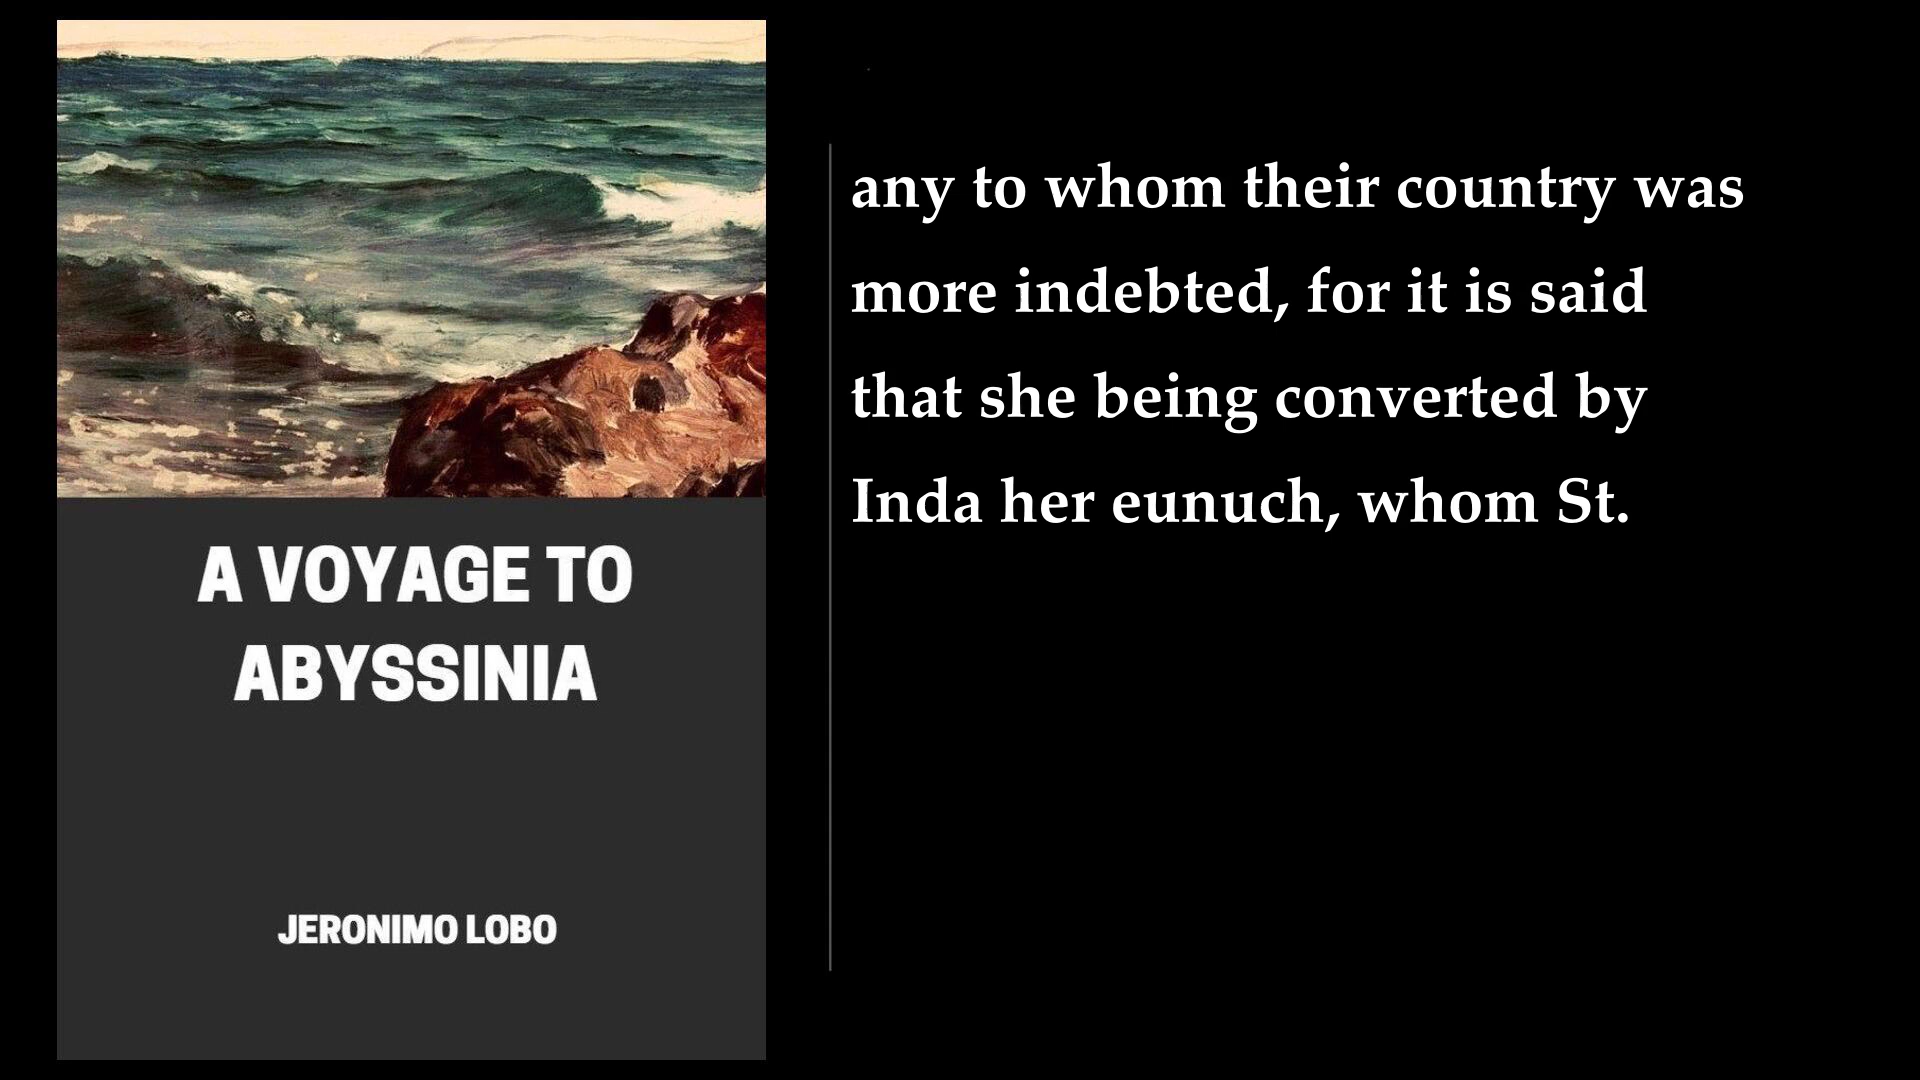 A VOYAGE TO
ABYSSINIA
JERONIMO LOBO
any to whom their country was
more indebted, for it is said
that she being converted by
Inda her eunuch, whom St.